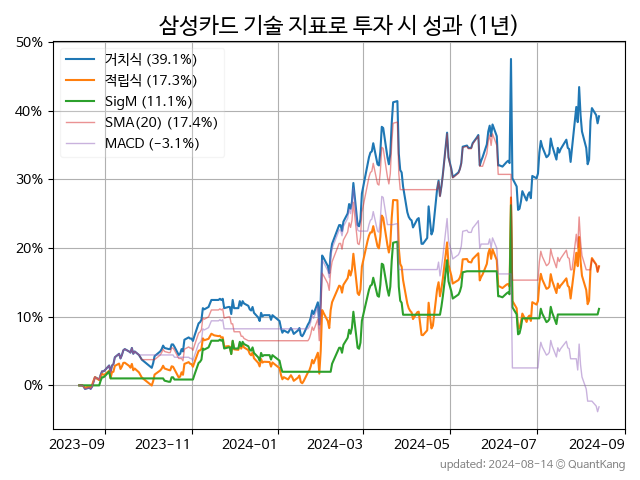 삼성카드 기술 지표로 투자 시 성과 (1년)
거치식 (39.1%)
적립식 (17.3%)
SigM (11.1%)
SMA(20) (17.4%)
MACD (−3.1%)
50%
40%
30%
20%
10%
0%
2023-09 2023-11 2024-01 2024-03 2024-05 2024-07 2024-09
updated: 2024-08-14 © QuantKang